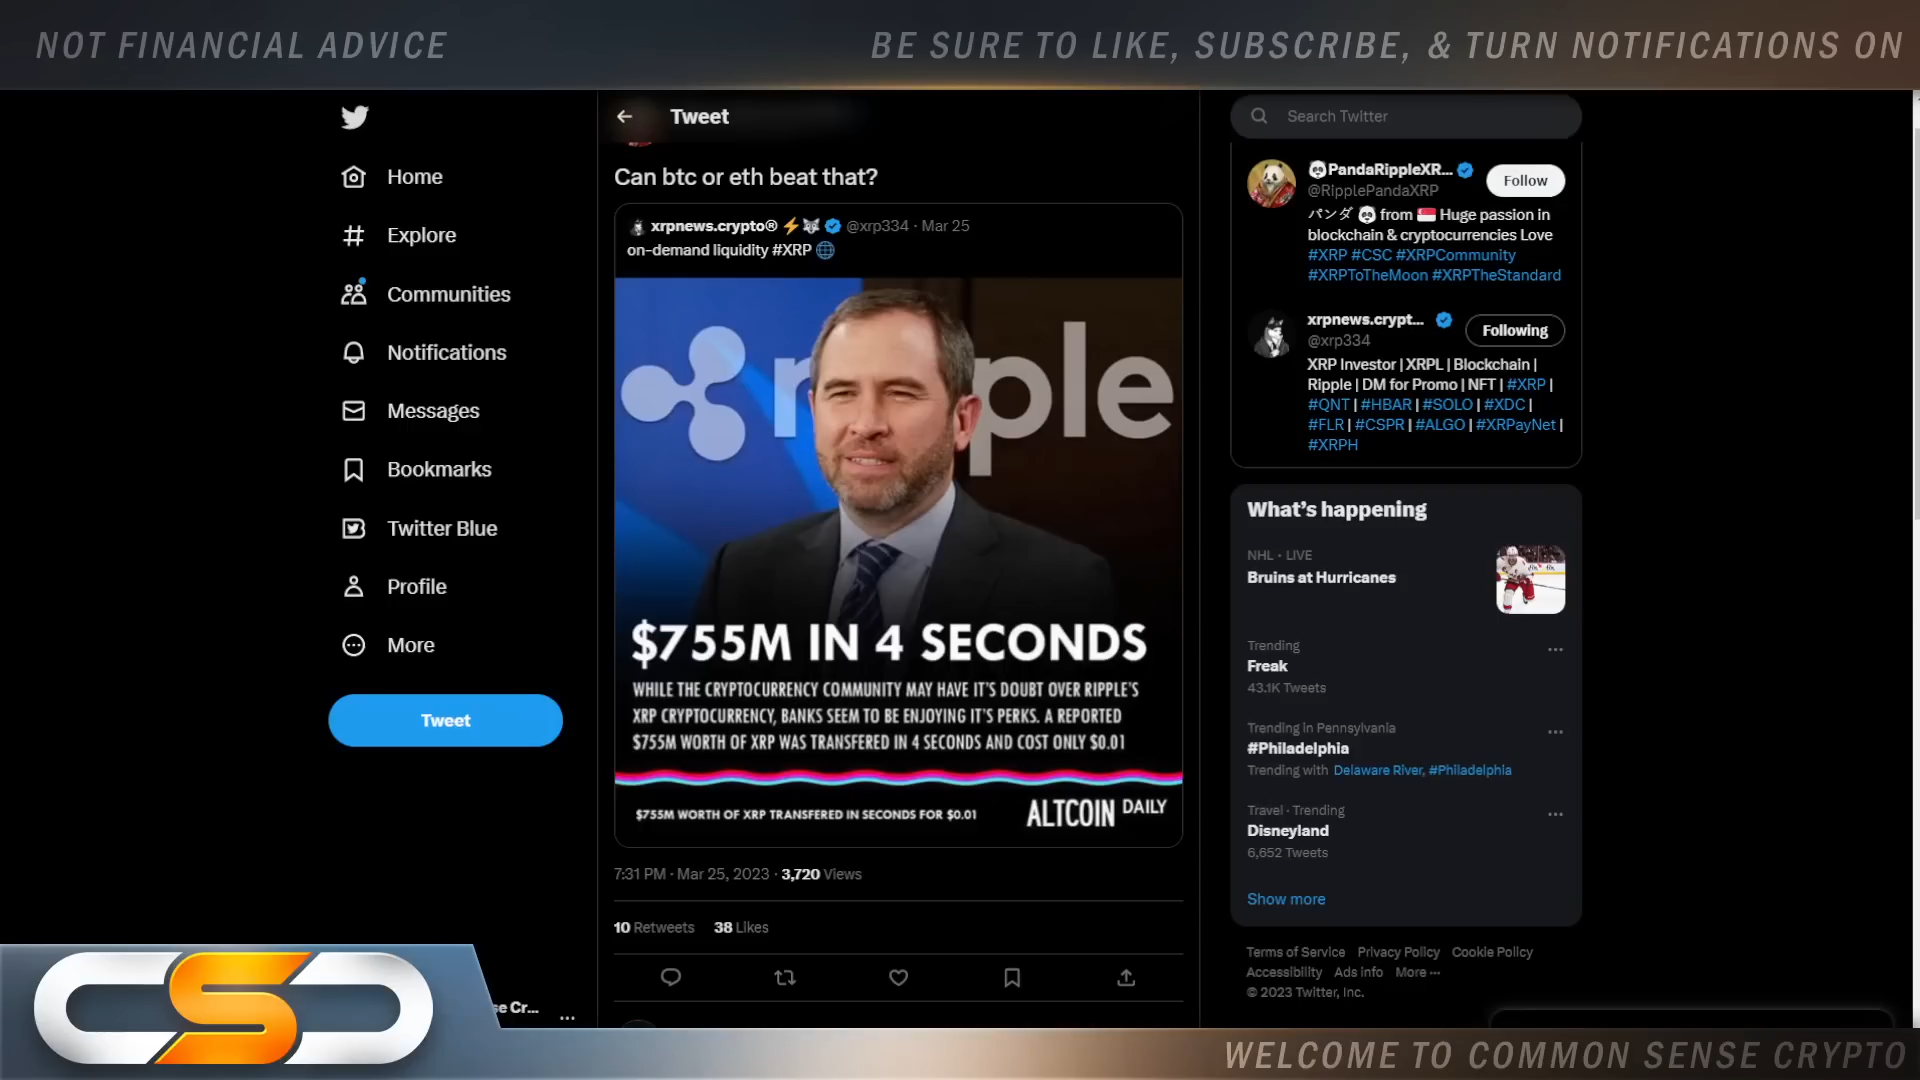 NOT FINANCIAL ADVICE
BE SURE TO LIKE, SUBSCRIBE, & TURN NOTIFICATIONS ON
Home
Explore
Communities
Notifications
Messages
Bookmarks
Twitter Blue
Profile
More
Tweet
se Cr...
Tweet
Can btc or eth beat that?
xrpnews.crypto® @xrp334 · Mar 25
on-demand liquidity #XRP
ripple
$755M IN 4 SECONDS
WHILE THE CRYPTOCURRENCY COMMUNITY MAY HAVE IT'S DOUBT OVER RIPPLE'S
XRP CRYPTOCURRENCY, BANKS SEEM TO BE ENJOYING IT'S PERKS. A REPORTED
$755M WORTH OF XRP WAS TRANSFERED IN 4 SECONDS AND COST ONLY $0.01
$755M WORTH OF XRP TRANSFERED IN SECONDS FOR $0.01
ALTCOIN DAILY
7:31 PM · Mar 25, 2023 · 3,720 Views
10 Retweets 38 Likes
Search Twitter
PandaRippleXR...
Follow
@RipplePandaXRP
パンダ from Huge passion in
blockchain & cryptocurrencies Love
#XRP #CSC #XRPCommunity
#XRPToTheMoon #XRPTheStandard
xrpnews.crypt...
Following
@xrp334
XRP Investor | XRPL | Blockchain |
Ripple | DM for Promo | NFT | #XRP |
#QNT | #HBAR | #SOLO | #XDC |
#FLR | #CSPR | #ALGO | #XRPayNet |
#XRPH
What's happening
NHL · LIVE
Bruins at Hurricanes
Trending
Freak
43.1K Tweets
Trending in Pennsylvania
#Philadelphia
Trending with Delaware River, #Philadelphia
Travel · Trending
Disneyland
6,652 Tweets
Show more
Terms of Service Privacy Policy Cookie Policy
Accessibility Ads info More ···
© 2023 Twitter, Inc.
CSC
WELCOME TO COMMON SENSE CRYPTO